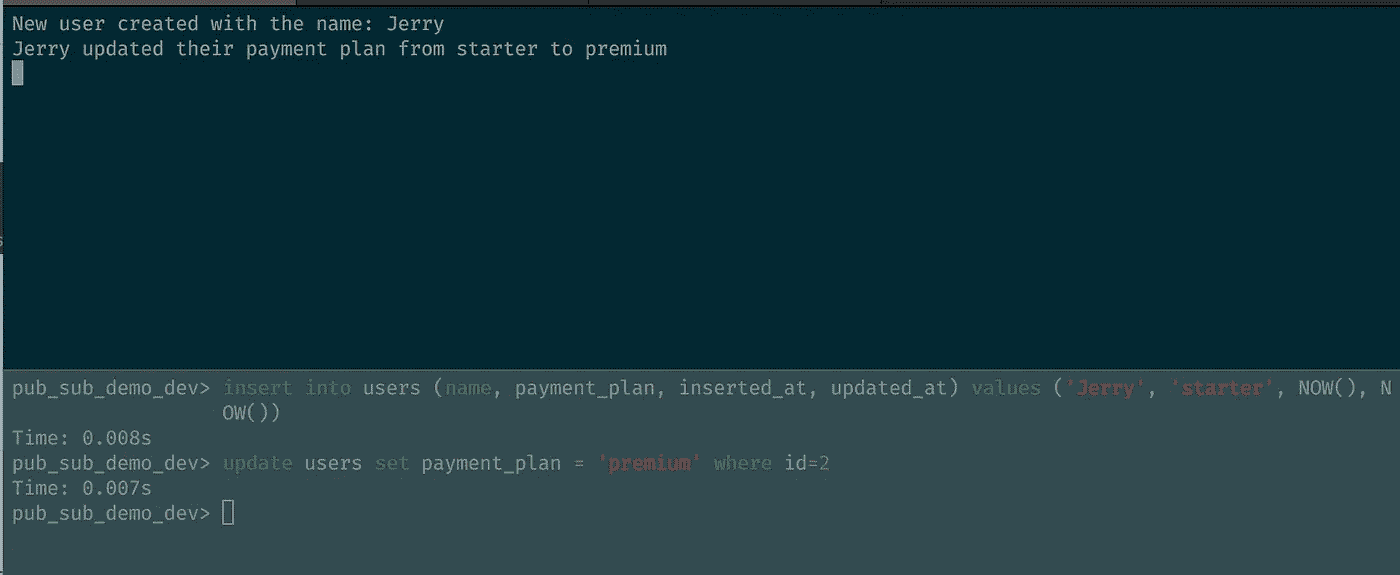 New user created with the name: Jerry
Jerry updated their payment plan from starter to premium
pub_sub_demo_dev> insert into users (name, payment_plan, inserted_at, updated_at) values ('Jerry', 'starter', NOW(), N
OW())
Time: 0.008s
pub_sub_demo_dev> update users set payment_plan = 'premium' where id=2
Time: 0.007s
pub_sub_demo_dev>